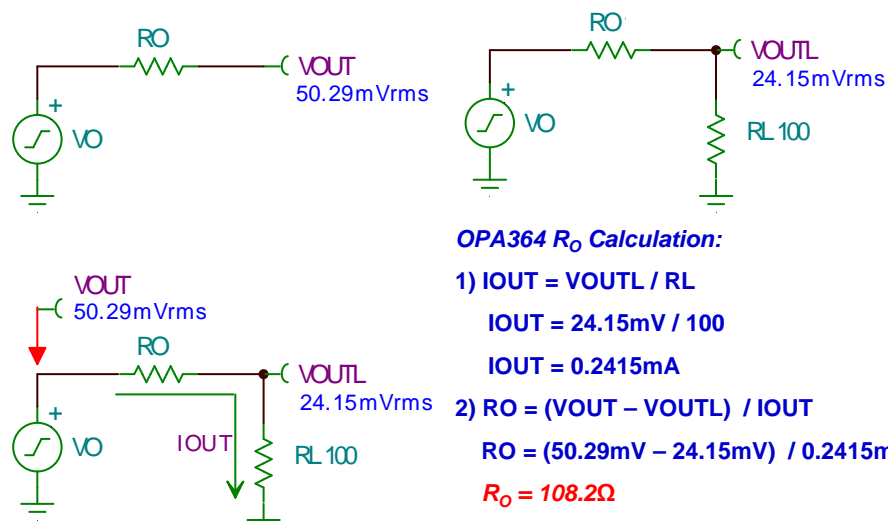 RO
VOUT
50.29mVrms
+
VO
RO
VOUTL
24.15mVrms
+
VO
RL 100
VOUT
50.29mVrms
RO
VOUTL
24.15mVrms
+
VO
IOUT
RL 100
OPA364 RO Calculation:
1) IOUT = VOUTL / RL
IOUT = 24.15mV / 100
IOUT = 0.2415mA
2) RO = (VOUT – VOUTL) / IOUT
RO = (50.29mV – 24.15mV) / 0.2415m
RO = 108.2Ω